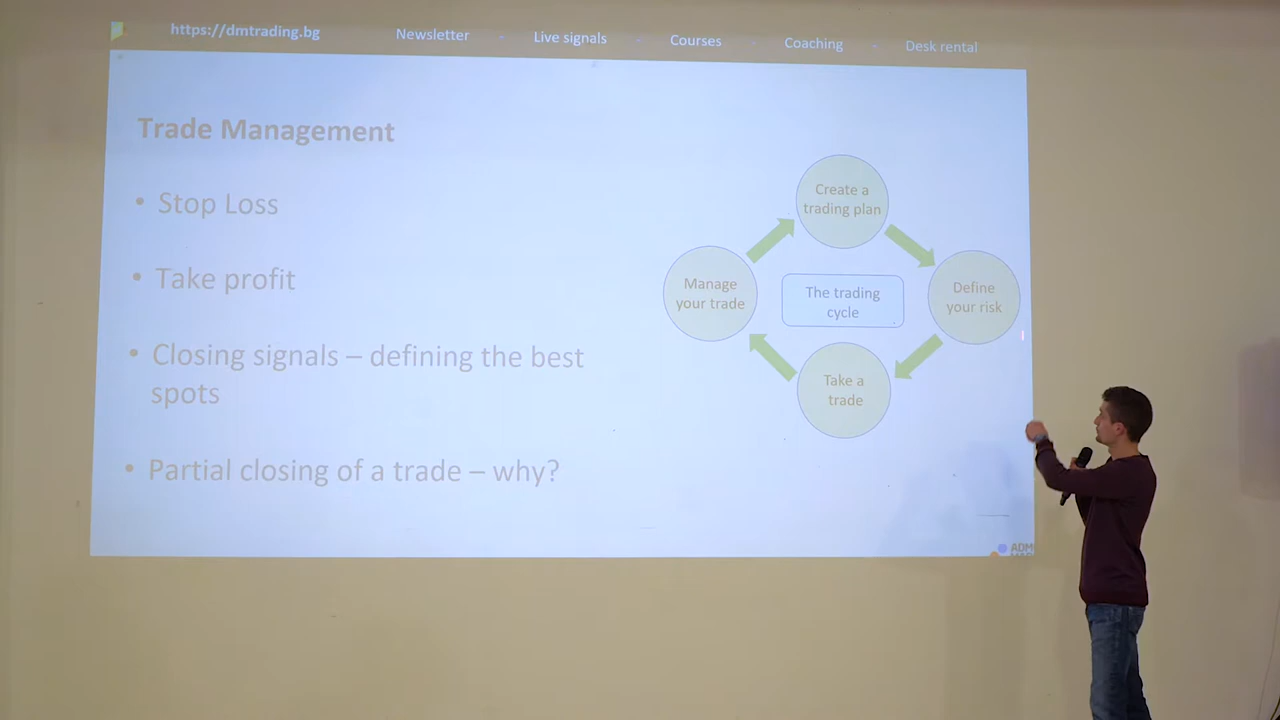 https://dmtrading.bg Newsletter - Live signals - Courses - Coaching - Desk rental
Trade Management
• Stop Loss
• Take profit
• Closing signals – defining the best
spots
• Partial closing of a trade – why?
Create a
trading plan
Define
your risk
Take a
trade
Manage
your trade
The trading
cycle
ADM